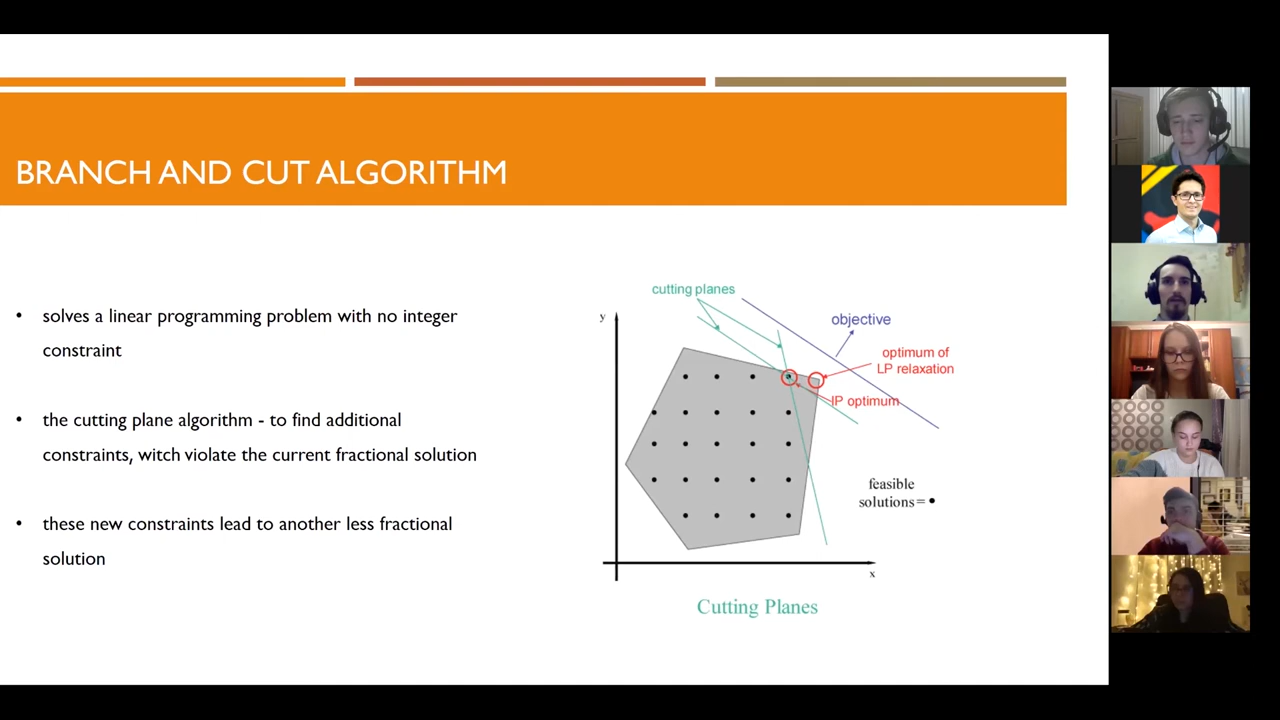 BRANCH AND CUT ALGORITHM
• solves a linear programming problem with no integer
constraint
• the cutting plane algorithm - to find additional
constraints, witch violate the current fractional solution
• these new constraints lead to another less fractional
solution
cutting planes
y
objective
optimum of
LP relaxation
IP optimum
feasible
solutions = •
x
Cutting Planes